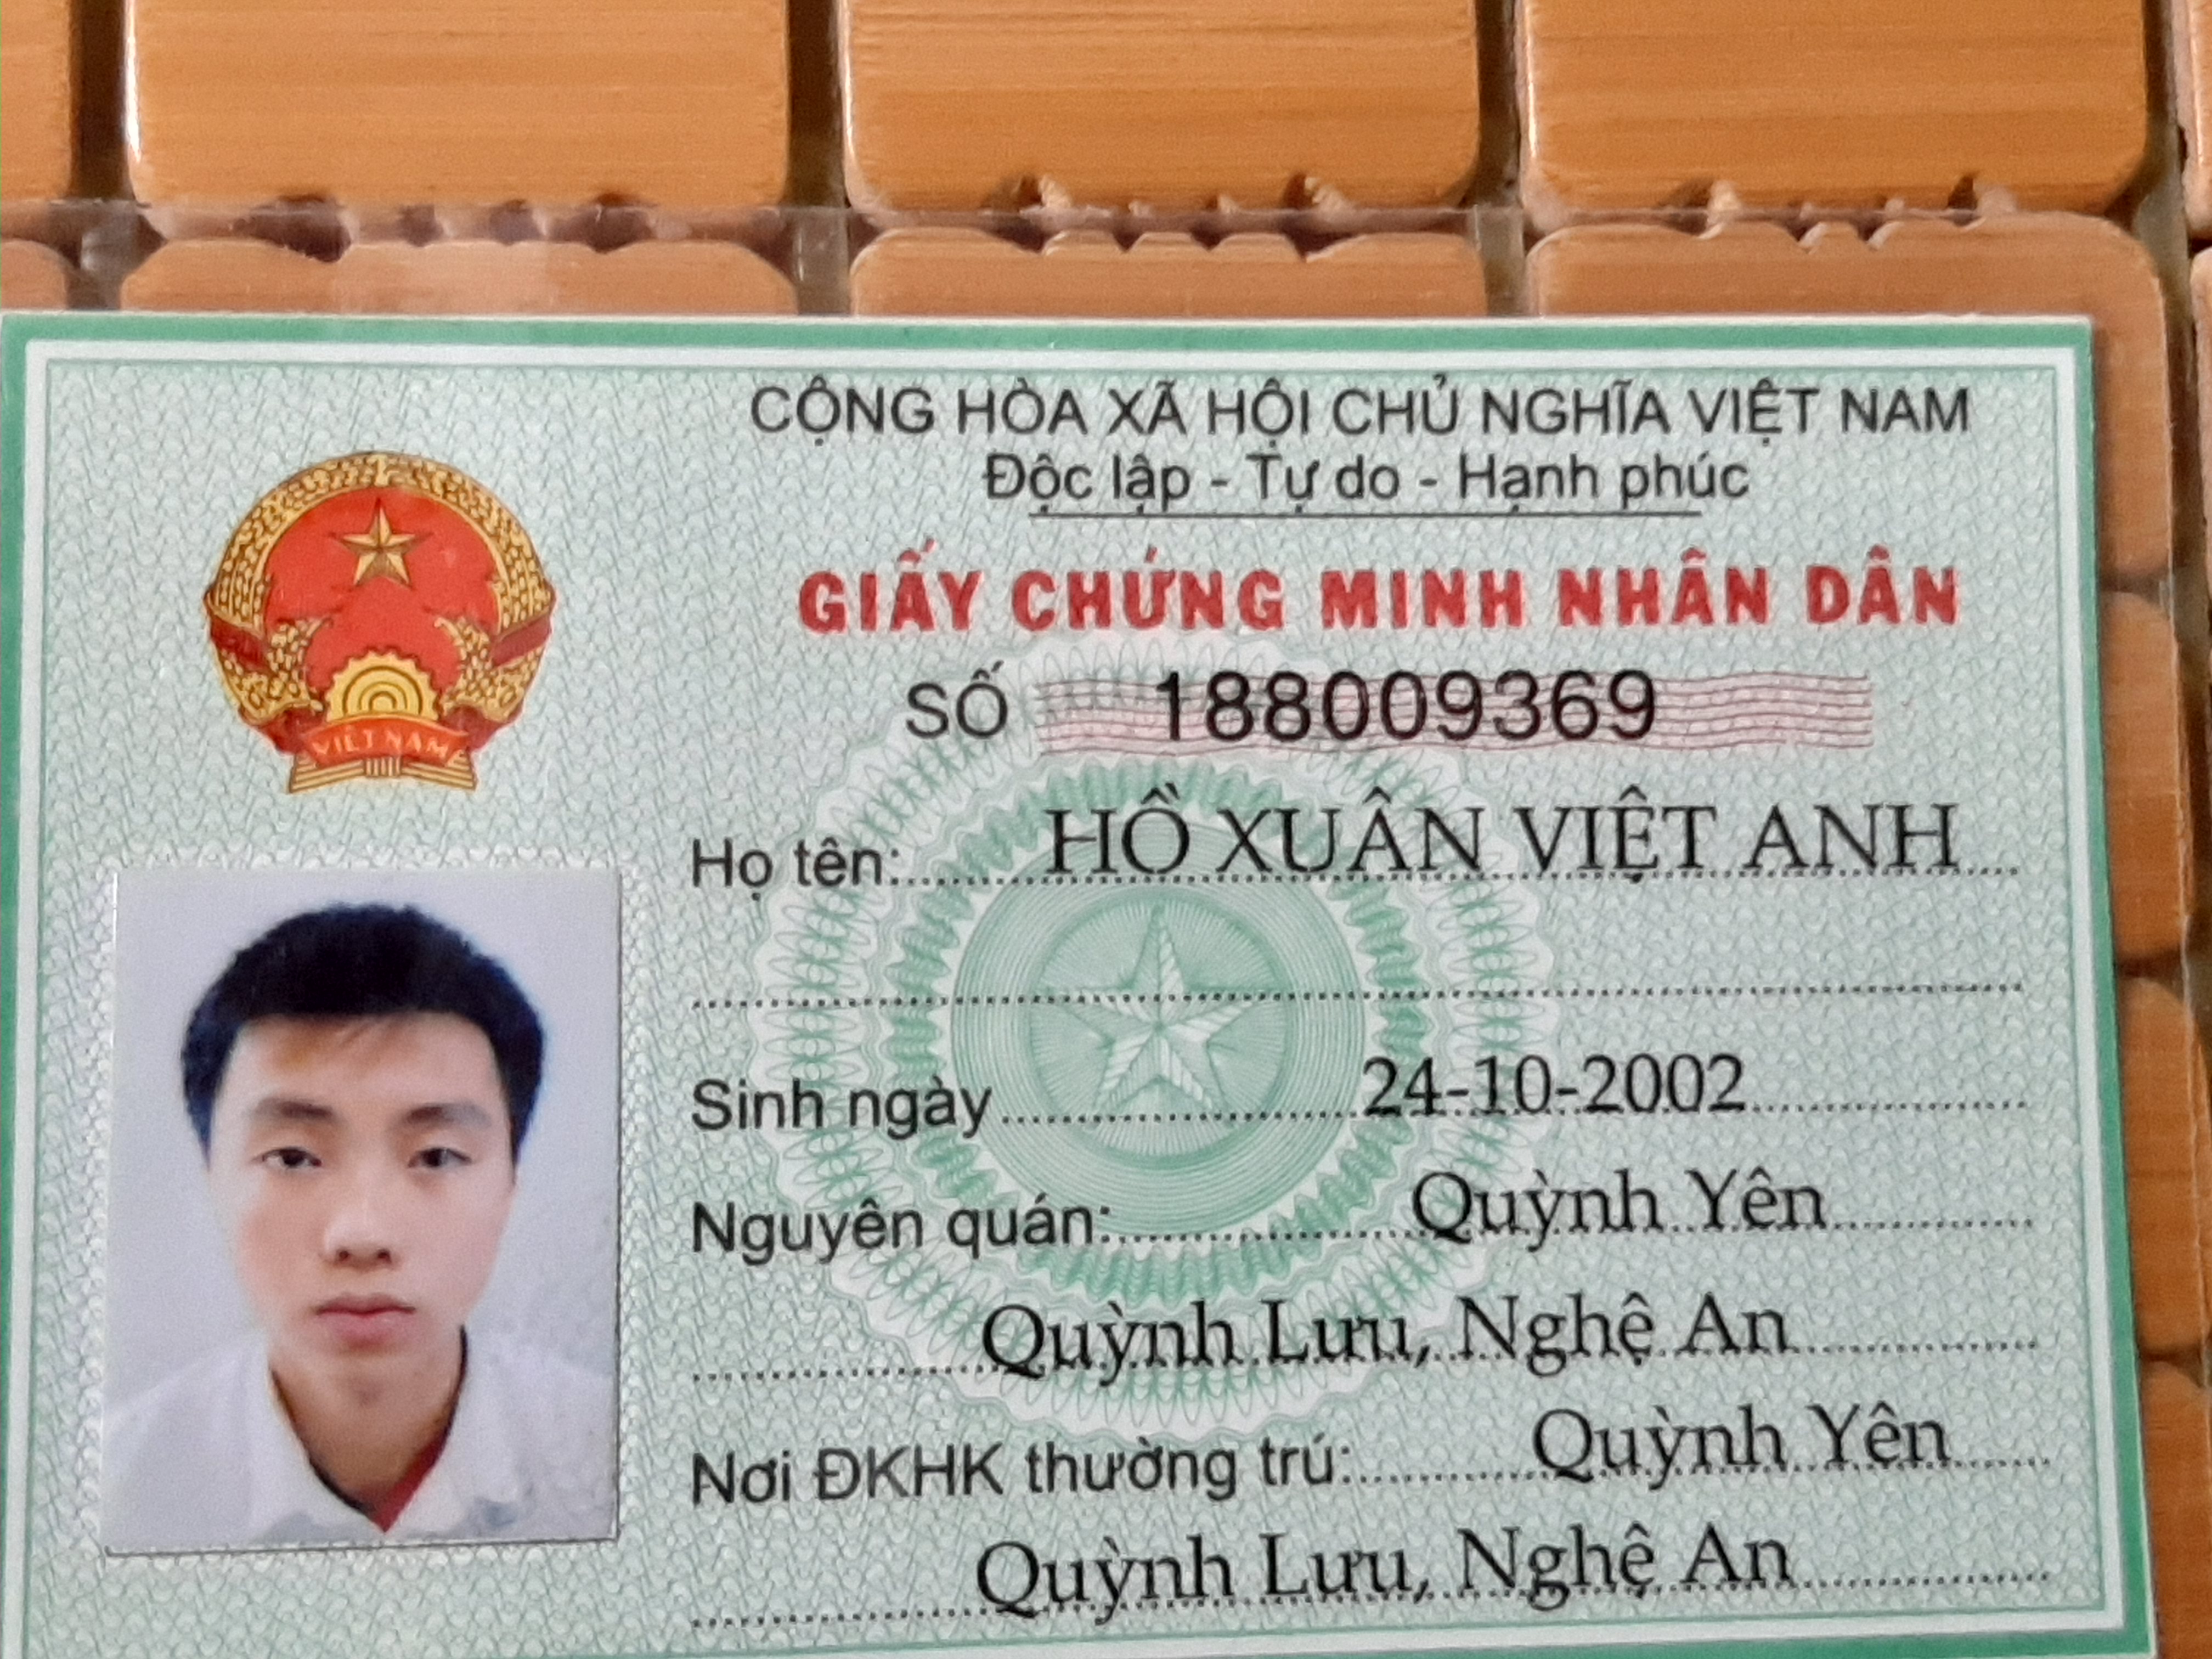 CỘNG HÒA XÃ HỘI CHỦ NGHĨA VIỆT NAM
Độc lập - Tự do - Hạnh phúc
GIẤY CHỨNG MINH NHÂN DÂN
SỐ 188009369
VIỆT NAM
Họ tên: HỒ XUÂN VIỆT ANH
Sinh ngày 24-10-2002
Nguyên quán: Quỳnh Yên
Quỳnh Lưu, Nghệ An
Nơi ĐKHK thường trú: Quỳnh Yên
Quỳnh Lưu, Nghệ An